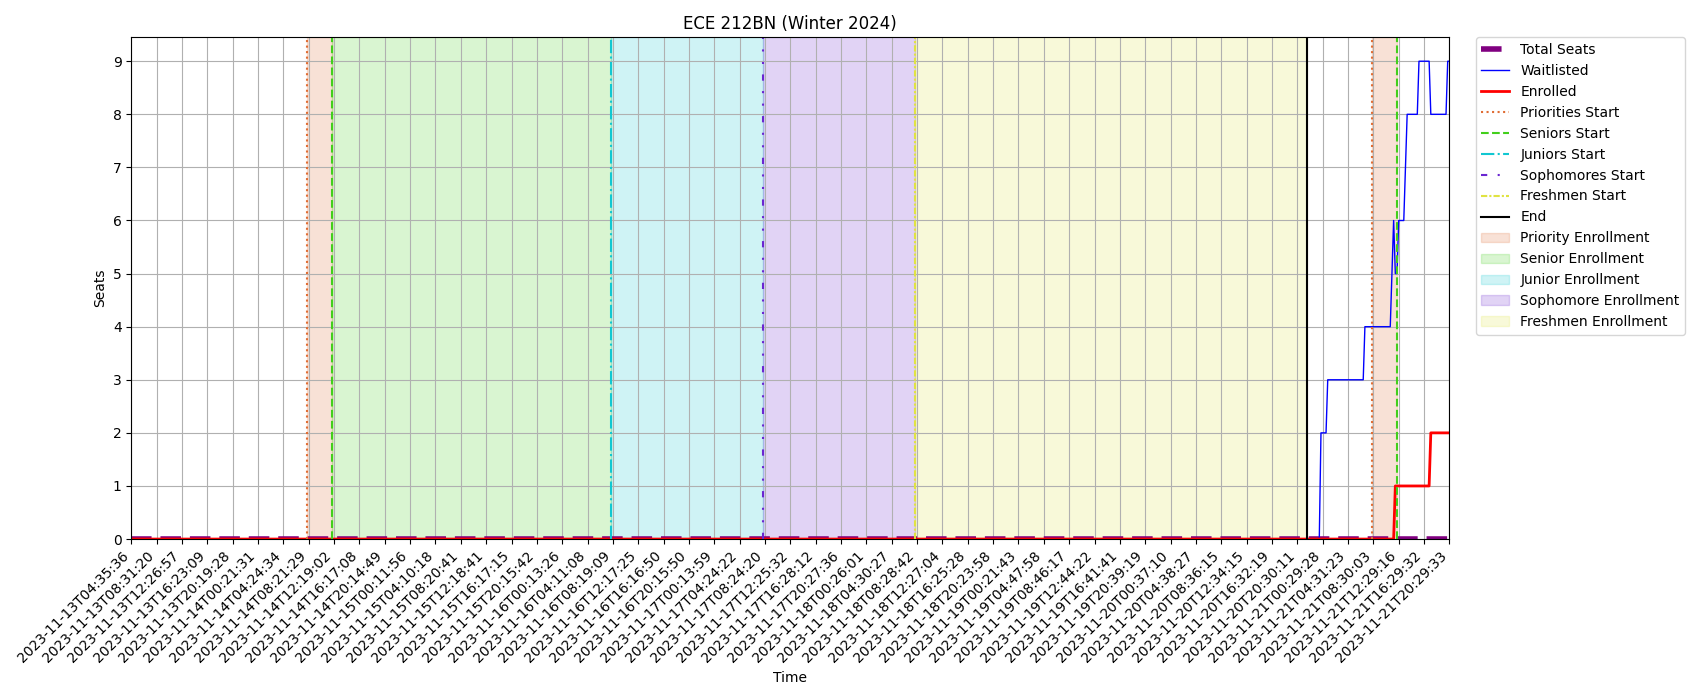 ECE 212BN (Winter 2024)
Seats
9
8
7
6
5
4
3
2
1
0
2023-11-13T04:35:36
2023-11-13T08:31:20
2023-11-13T12:26:57
2023-11-13T16:23:09
2023-11-13T20:19:28
2023-11-14T00:21:31
2023-11-14T04:24:34
2023-11-14T08:21:29
2023-11-14T12:19:02
2023-11-14T16:17:08
2023-11-14T20:14:49
2023-11-15T00:11:56
2023-11-15T04:10:18
2023-11-15T08:20:41
2023-11-15T12:18:41
2023-11-15T16:17:15
2023-11-15T20:15:42
2023-11-16T00:13:26
2023-11-16T04:11:08
2023-11-16T08:19:09
2023-11-16T12:17:25
2023-11-16T16:16:50
2023-11-16T20:15:50
2023-11-17T00:13:59
2023-11-17T04:24:22
2023-11-17T08:24:20
2023-11-17T12:25:32
2023-11-17T16:28:12
2023-11-17T20:27:36
2023-11-18T00:26:01
2023-11-18T04:30:27
2023-11-18T08:28:42
2023-11-18T12:27:04
2023-11-18T16:25:28
2023-11-18T20:23:58
2023-11-19T00:21:43
2023-11-19T04:47:58
2023-11-19T08:46:17
2023-11-19T12:44:22
2023-11-19T16:41:41
2023-11-19T20:39:19
2023-11-20T00:37:10
2023-11-20T04:38:27
2023-11-20T08:36:15
2023-11-20T12:34:15
2023-11-20T16:32:19
2023-11-20T20:30:11
2023-11-21T00:29:28
2023-11-21T04:31:23
2023-11-21T08:30:03
2023-11-21T12:29:16
2023-11-21T16:29:32
2023-11-21T20:29:33
Time
Total Seats
Waitlisted
Enrolled
Priorities Start
Seniors Start
Juniors Start
Sophomores Start
Freshmen Start
End
Priority Enrollment
Senior Enrollment
Junior Enrollment
Sophomore Enrollment
Freshmen Enrollment